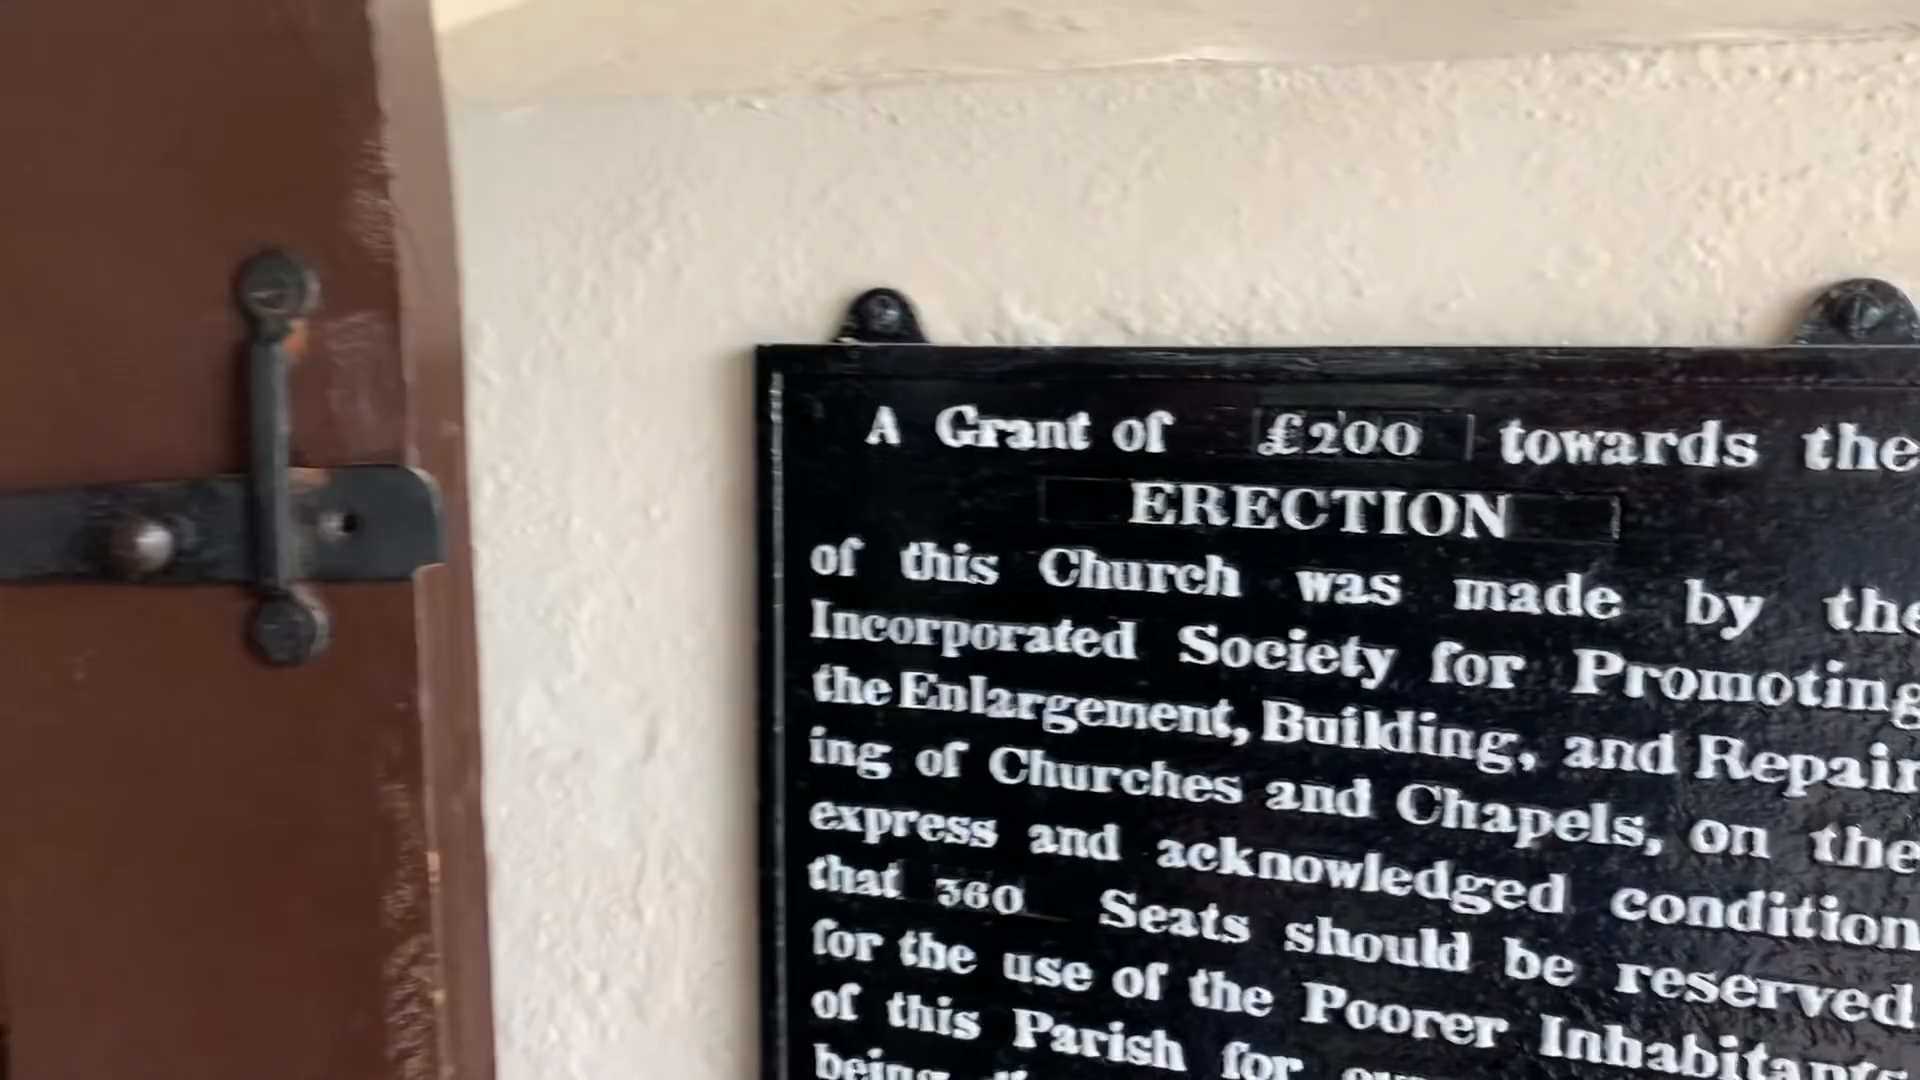 A Grant of £200 towards the
ERECTION
of this Church was made by the
Incorporated Society for Promoting
the Enlargement, Building, and Repair
ing of Churches and Chapels, on the
express and acknowledged condition
that 360 Seats should be reserved
for the use of the Poorer Inhabitants
of this Parish for
being